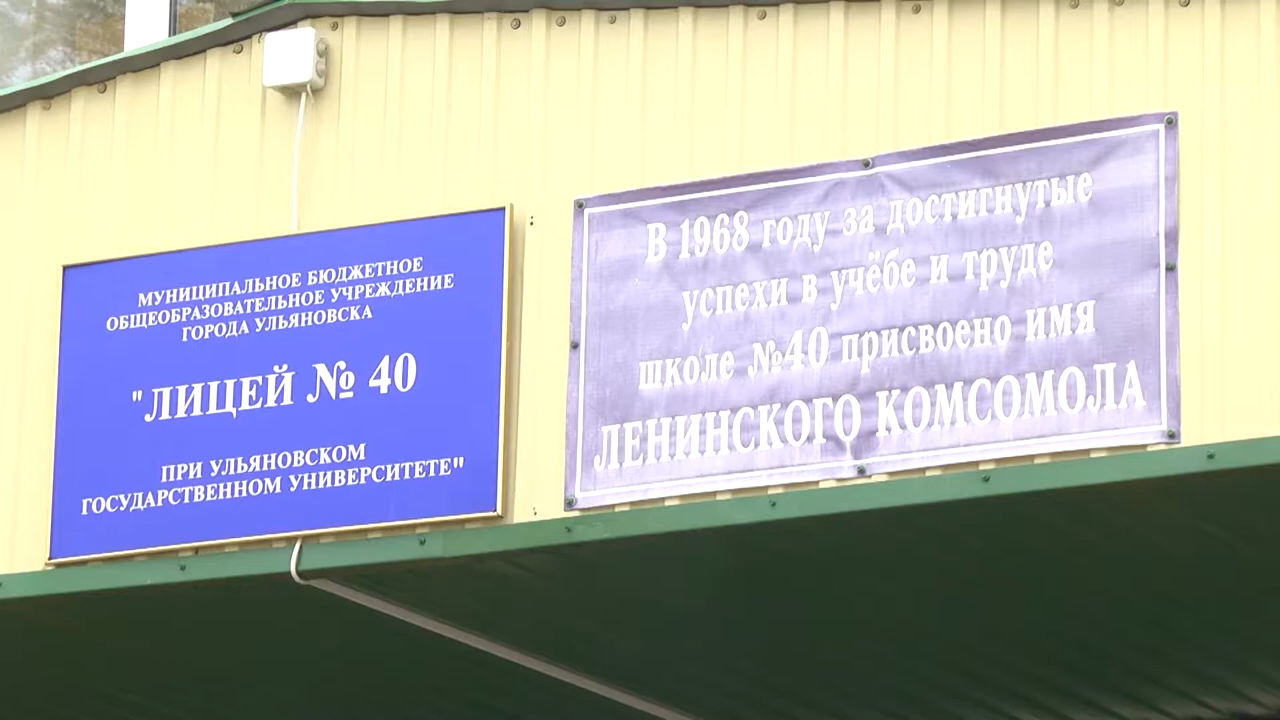 МУНИЦИПАЛЬНОЕ БЮДЖЕТНОЕ
ОБЩЕОБРАЗОВАТЕЛЬНОЕ УЧРЕЖДЕНИЕ
ГОРОДА УЛЬЯНОВСКА
"ЛИЦЕЙ № 40
ПРИ УЛЬЯНОВСКОМ
ГОСУДАРСТВЕННОМ УНИВЕРСИТЕТЕ"
В 1968 году за достигнутые
успехи в учёбе и труде
школе №40 присвоено имя
ЛЕНИНСКОГО КОМСОМОЛА